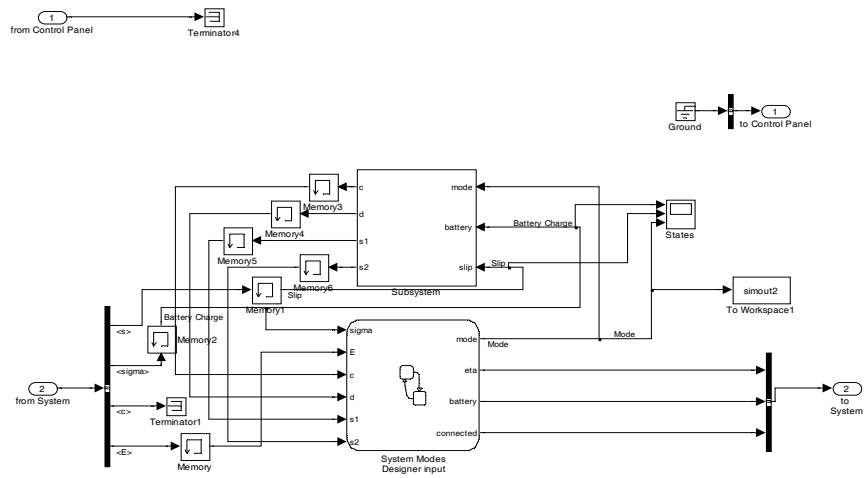 1
from Control Panel
Terminator4
Ground
1
to Control Panel
c
d
s1
s2
mode
battery
slip
Subsystem
Memory3
Memory4
Memory5
Memory6
Memory1
Slip
Battery Charge
Slip
States
simout2
To Workspace1
Battery Charge
Memory2
<s>
<sigma>
<c>
<E>
2
from System
Terminator1
Memory
sigma
E
c
d
s1
s2
mode
eta
battery
connected
Mode
Mode
System Modes
Designer input
2
to
System